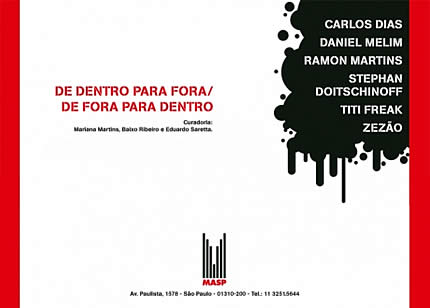 CARLOS DIAS
DANIEL MELIM
RAMON MARTINS
STEPHAN
DOITSCHINOFF
TITI FREAK
ZEZÃO
DE DENTRO PARA FORA/
DE FORA PARA DENTRO
Curadoria:
Mariana Martins, Baixo Ribeiro e Eduardo Saretta.
MASP
Av. Paulista, 1578 - São Paulo - 01310-200 - Tel.: 11 3251.5644